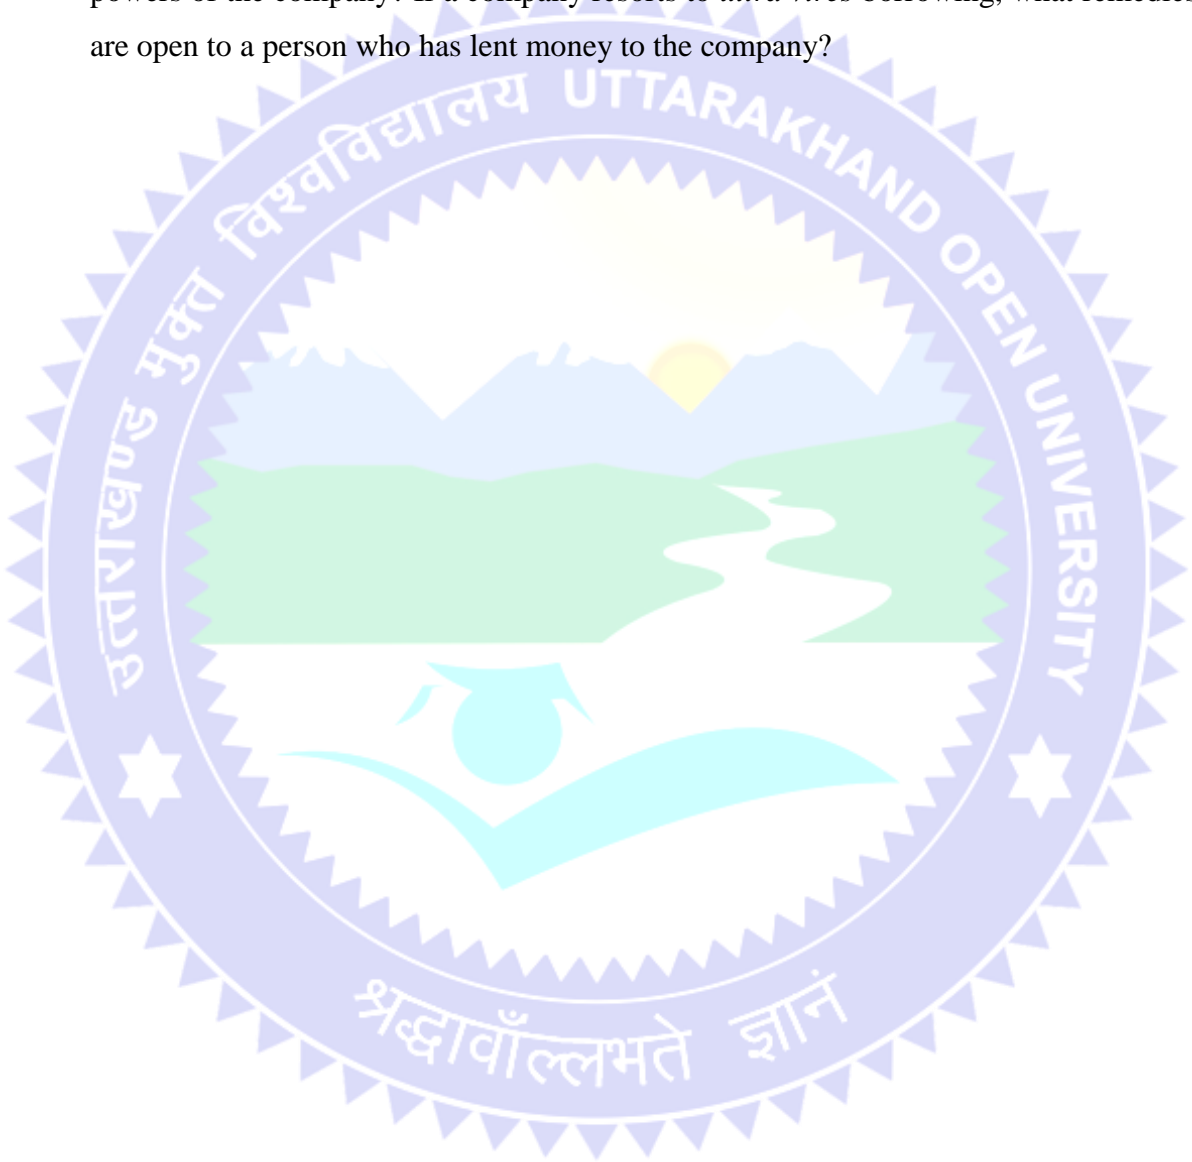 powers of the company? If a company resorts to ultra vires borrowing, what remedies
are open to a person who has lent money to the company?
उत्तराखण्ड मुक्त विश्वविद्यालय UTTARAKHAND OPEN UNIVERSITY
श्रद्धावाँल्लभते ज्ञानं